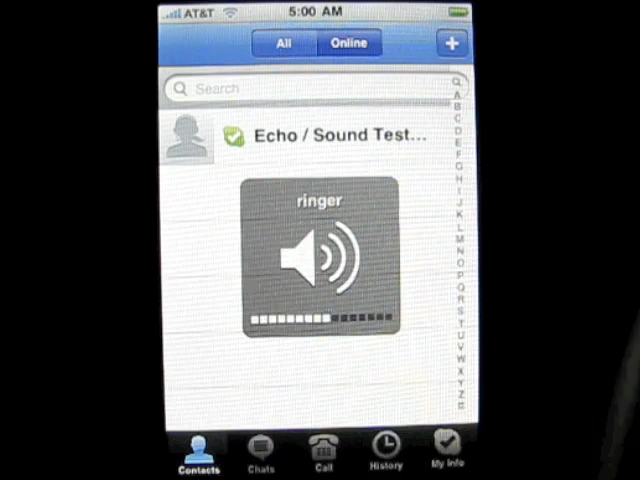 AT&T 5:00 AM
All Online +
Search
Echo / Sound Test...
ringer
A
B
C
D
E
F
G
H
I
J
K
L
M
N
O
P
Q
R
S
T
U
V
W
X
Y
Z
#
Contacts Chats Call History My Info